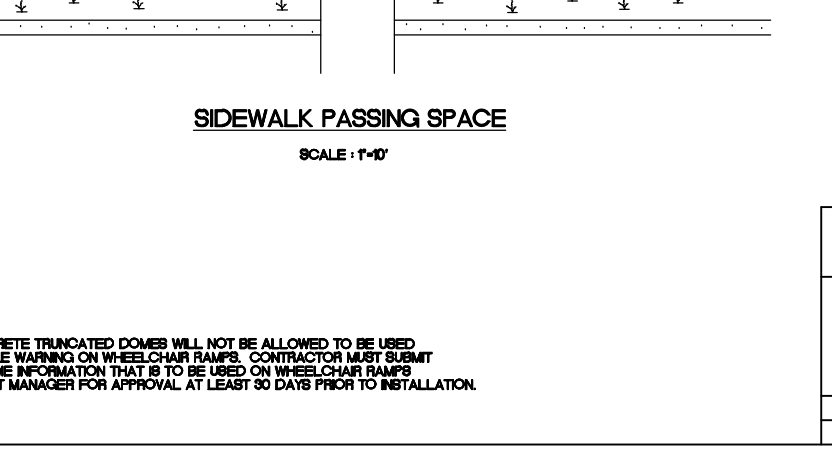 SIDEWALK PASSING SPACE
SCALE : 1"=10'
TRUNCATED DOMES WILL NOT BE ALLOWED TO BE USED
WARNING ON WHEELCHAIR RAMPS. CONTRACTOR MUST SUBMIT
INFORMATION THAT IS TO BE USED ON WHEELCHAIR RAMPS
MANAGER FOR APPROVAL AT LEAST 30 DAYS PRIOR TO INSTALLATION.